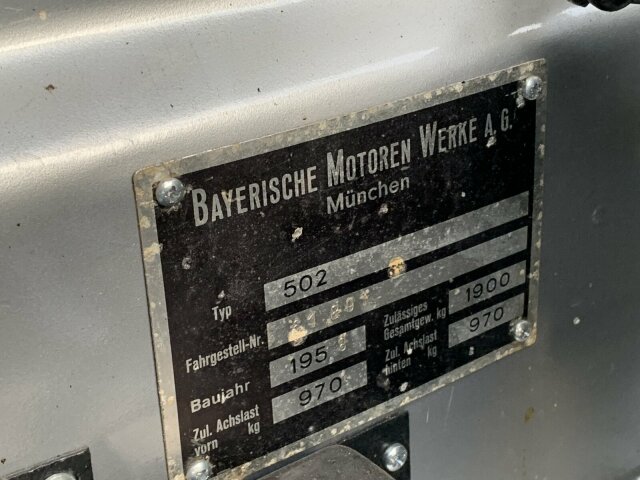 BAYERISCHE MOTOREN WERKE A.G.
München
Typ 502
Fahrgestell-Nr.
Baujahr 195
Zulässiges Gesamtgew. kg 1900
Zul. Achslast vorn kg 970
Zul. Achslast hinten kg 970